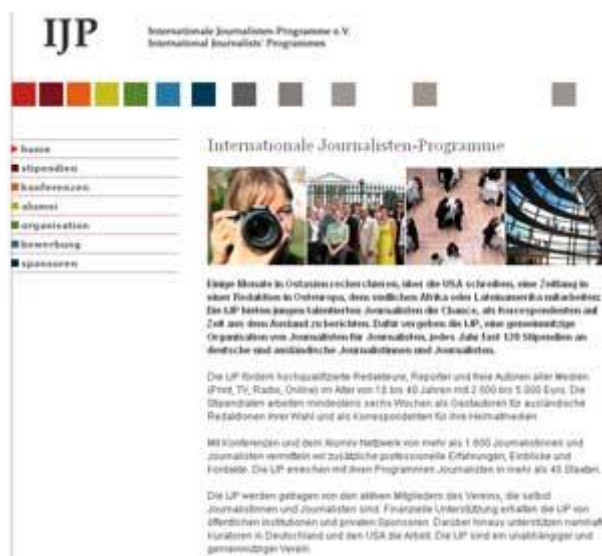 IJP
Internationale Journalisten-Programme e.V.
International Journalists' Programmes
home
stipendien
konferenzen
alumni
organisation
bewerbung
sponsoren
Internationale Journalisten-Programme
Einige Monate in Ostasien recherchieren, über die USA schreiben, eine Zeitlang in
einer Redaktion in Osteuropa, dem südlichen Afrika oder Lateinamerika mitarbeiten:
Die IJP bieten jungen talentierten Journalisten die Chance, als Korrespondenten auf
Zeit aus dem Ausland zu berichten. Dafür vergeben die IJP, eine gemeinnützige
Organisation von Journalisten für Journalisten, jedes Jahr fast 120 Stipendien an
deutsche und ausländische Journalistinnen und Journalisten.
Die IJP fördern hochqualifizierte Redakteure, Reporter und freie Autoren aller Medien
(Print, TV, Radio, Online) im Alter von 18 bis 40 Jahren mit 2 600 bis 5 000 Euro. Die
Stipendiaten arbeiten mindestens sechs Wochen als Gastautoren für ausländische
Redaktionen ihrer Wahl und als Korrespondenten für ihre Heimatmedien.
Mit Konferenzen und dem Alumni-Netzwerk von mehr als 1 600 Journalistinnen und
Journalisten vermitteln wir zusätzliche professionelle Erfahrungen, Einblicke und
Kontakte. Die IJP erreichen mit ihren Programmen Journalisten in mehr als 40 Staaten.
Die IJP werden getragen von den aktiven Mitgliedern des Vereins, die selbst
Journalistinnen und Journalisten sind. Finanzielle Unterstützung erhalten die IJP von
öffentlichen Institutionen und privaten Sponsoren. Darüber hinaus unterstützen namhaft
Kuratoren in Deutschland und den USA die Arbeit. Die IJP sind ein unabhängiger und
gemeinnütziger Verein.